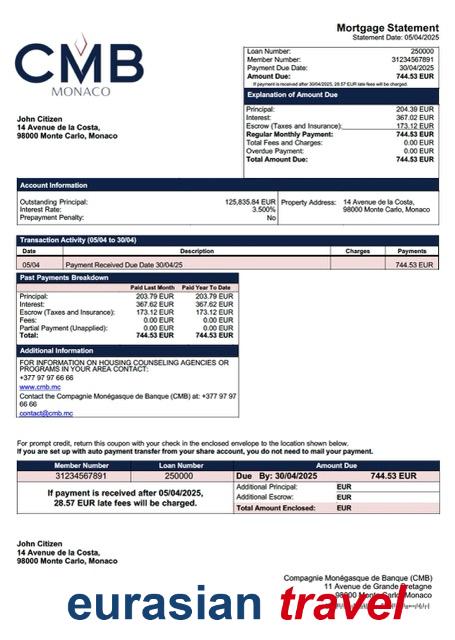 CMB
MONACO
Mortgage Statement
Statement Date: 05/04/2025
Loan Number: 250000
Member Number: 31234567891
Payment Due Date: 30/04/2025
Amount Due: 744.53 EUR
If payment is received after 30/04/2025, 28.57 EUR late fees will be charged.
Explanation of Amount Due
Principal: 204.39 EUR
Interest: 367.02 EUR
Escrow (Taxes and Insurance): 173.12 EUR
Regular Monthly Payment: 744.53 EUR
Total Fees and Charges: 0.00 EUR
Overdue Payment: 0.00 EUR
Total Amount Due: 744.53 EUR
John Citizen
14 Avenue de la Costa,
98000 Monte Carlo, Monaco
Account Information
Outstanding Principal: 125,835.84 EUR
Interest Rate: 3.500%
Prepayment Penalty: No
Property Address: 14 Avenue de la Costa,
98000 Monte Carlo, Monaco
Transaction Activity (05/04 to 30/04)
Date Description Charges Payments
05/04 Payment Received Due Date 30/04/25 744.53 EUR
Past Payments Breakdown
Paid Last Month Paid Year To Date
Principal: 203.79 EUR 203.79 EUR
Interest: 367.62 EUR 367.62 EUR
Escrow (Taxes and Insurance): 173.12 EUR 173.12 EUR
Fees: 0.00 EUR 0.00 EUR
Partial Payment (Unapplied): 0.00 EUR 0.00 EUR
Total: 744.53 EUR 744.53 EUR
Additional Information
FOR INFORMATION ON HOUSING COUNSELING AGENCIES OR
PROGRAMS IN YOUR AREA CONTACT:
+377 97 97 66 66
www.cmb.mc
Contact the Compagnie Monégasque de Banque (CMB) at: +377 97 97
66 66
contact@cmb.mc
For prompt credit, return this coupon with your check in the enclosed envelope to the location shown below.
If you are set up with auto payment transfer from your share account, you do not need to mail your payment.
Member Number Loan Number Amount Due
31234567891 250000 Due By: 30/04/2025 744.53 EUR
If payment is received after 05/04/2025,
28.57 EUR late fees will be charged.
Additional Principal: EUR
Additional Escrow: EUR
Total Amount Enclosed: EUR
John Citizen
14 Avenue de la Costa,
98000 Monte Carlo, Monaco
Compagnie Monégasque de Banque (CMB)
11 Avenue de Grande Bretagne
98000 Monte Carlo, Monaco
eurasian travel